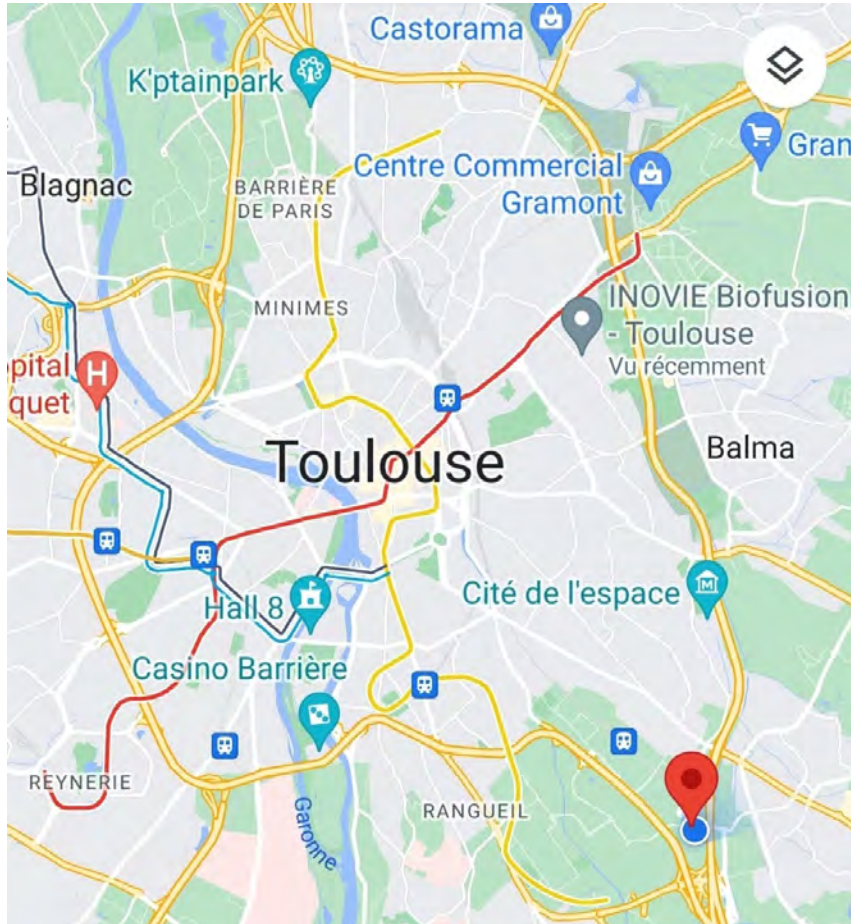 Castorama
K'ptainpark
Centre Commercial
Gramont
Gran
Blagnac
BARRIÈRE
DE PARIS
MINIMES
INOVIE Biofusion
- Toulouse
Vu récemment
pital
quet
H
Toulouse
Balma
Cité de l'espace
M
Hall 8
Casino Barrière
REYNERIE
RANGUEIL
Garonne